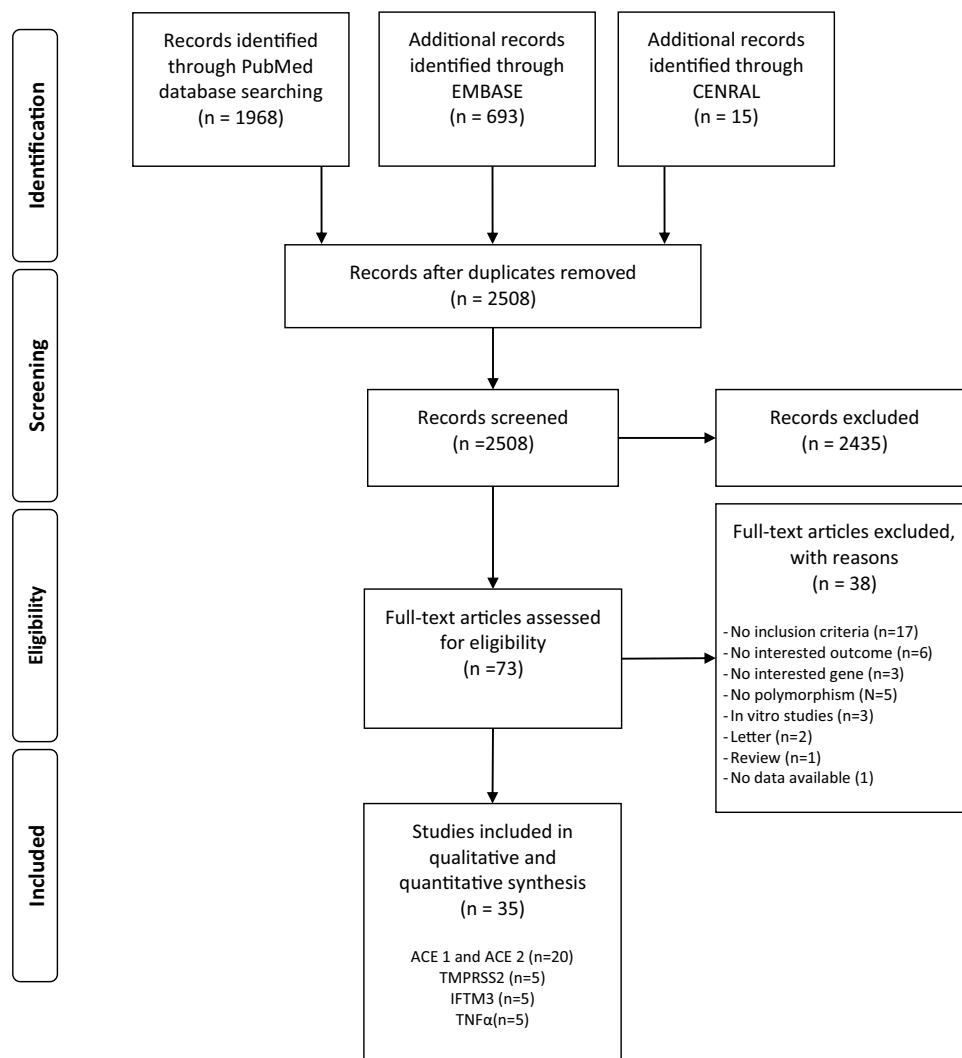 Identification
Records identified
through PubMed
database searching
(n = 1968)
Additional records
identified through
EMBASE
(n = 693)
Additional records
identified through
CENRAL
(n = 15)
Records after duplicates removed
(n = 2508)
Screening
Records screened
(n =2508)
Records excluded
(n = 2435)
Eligibility
Full-text articles assessed
for eligibility
(n =73)
Full-text articles excluded,
with reasons
(n = 38)
- No inclusion criteria (n=17)
- No interested outcome (n=6)
- No interested gene (n=3)
- No polymorphism (N=5)
- In vitro studies (n=3)
- Letter (n=2)
- Review (n=1)
- No data available (1)
Included
Studies included in
qualitative and
quantitative synthesis
(n = 35)
ACE 1 and ACE 2 (n=20)
TMPRSS2 (n=5)
IFTM3 (n=5)
TNFα(n=5)